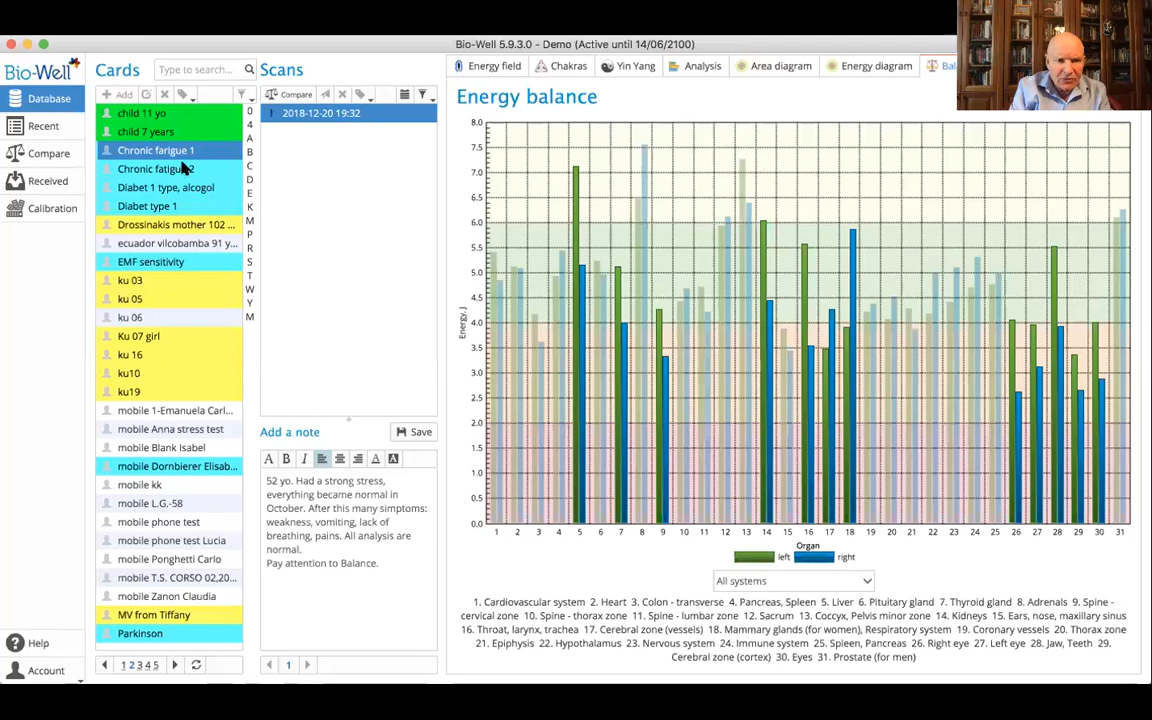 Bio-Well 5.9.3.0 - Demo (Active until 14/06/2100)
Bio-Well
Database
Recent
Compare
Received
Calibration
Help
Account
Cards
Type to search...
Add
child 11 yo
child 7 years
Chronic farigue 1
Chronic fatigue 2
Diabet 1 type, alcogol
Diabet type 1
Drossinakis mother 102 ...
ecuador vilcobamba 91 y...
EMF sensitivity
ku 03
ku 05
ku 06
Ku 07 girl
ku 16
ku10
ku19
mobile 1-Emanuela Carl...
mobile Anna stress test
mobile Blank Isabel
mobile Dornbierer Elisab...
mobile kk
mobile L.G.-58
mobile phone test
mobile phone test Lucia
mobile Ponghetti Carlo
mobile T.S. CORSO 02,20...
mobile Zanon Claudia
MV from Tiffany
Parkinson
1 2 3 4 5
0
4
A
B
C
D
E
K
M
P
R
S
T
W
Y
M
Scans
Compare
2018-12-20 19:32
Add a note
Save
A B I A A
52 yo. Had a strong stress,
everything became normal in
October. After this many symptoms:
weakness, vomiting, lack of
breathing, pains. All analysis are
normal.
Pay attention to Balance.
1
Energy field
Chakras
Yin Yang
Analysis
Area diagram
Energy diagram
Energy balance
Energy, J
8.0
7.5
7.0
6.5
6.0
5.5
5.0
4.5
4.0
3.5
3.0
2.5
2.0
1.5
1.0
0.5
0.0
1 2 3 4 5 6 7 8 9 10 11 12 13 14 15 16 17 18 19 20 21 22 23 24 25 26 27 28 29 30 31
Organ
left right
All systems
1. Cardiovascular system 2. Heart 3. Colon - transverse 4. Pancreas, Spleen 5. Liver 6. Pituitary gland 7. Thyroid gland 8. Adrenals 9. Spine -
cervical zone 10. Spine - thorax zone 11. Spine - lumbar zone 12. Sacrum 13. Coccyx, Pelvis minor zone 14. Kidneys 15. Ears, nose, maxillary sinus
16. Throat, larynx, trachea 17. Cerebral zone (vessels) 18. Mammary glands (for women), Respiratory system 19. Coronary vessels 20. Thorax zone
21. Epiphysis 22. Hypothalamus 23. Nervous system 24. Immune system 25. Spleen, Pancreas 26. Right eye 27. Left eye 28. Jaw, Teeth 29.
Cerebral zone (cortex) 30. Eyes 31. Prostate (for men)